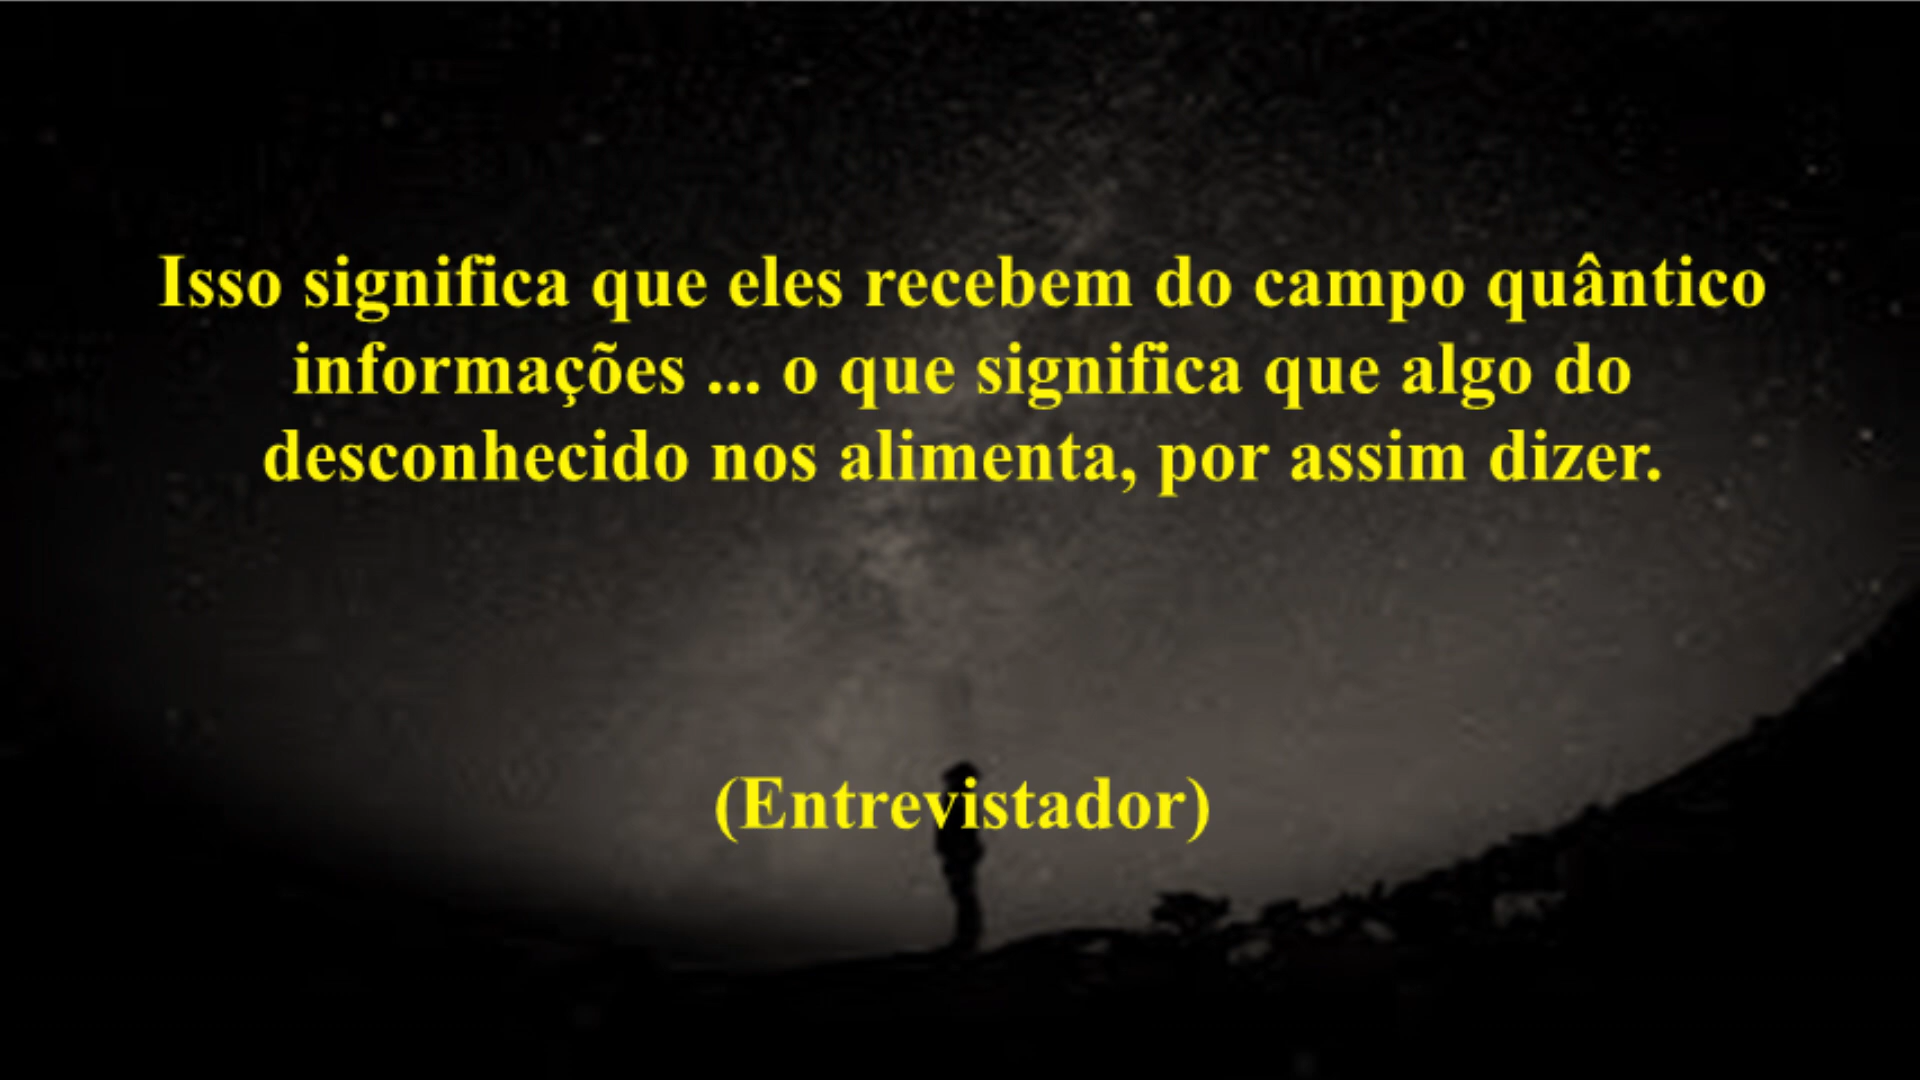 Isso significa que eles recebem do campo quântico
informações ... o que significa que algo do
desconhecido nos alimenta, por assim dizer.
(Entrevistador)